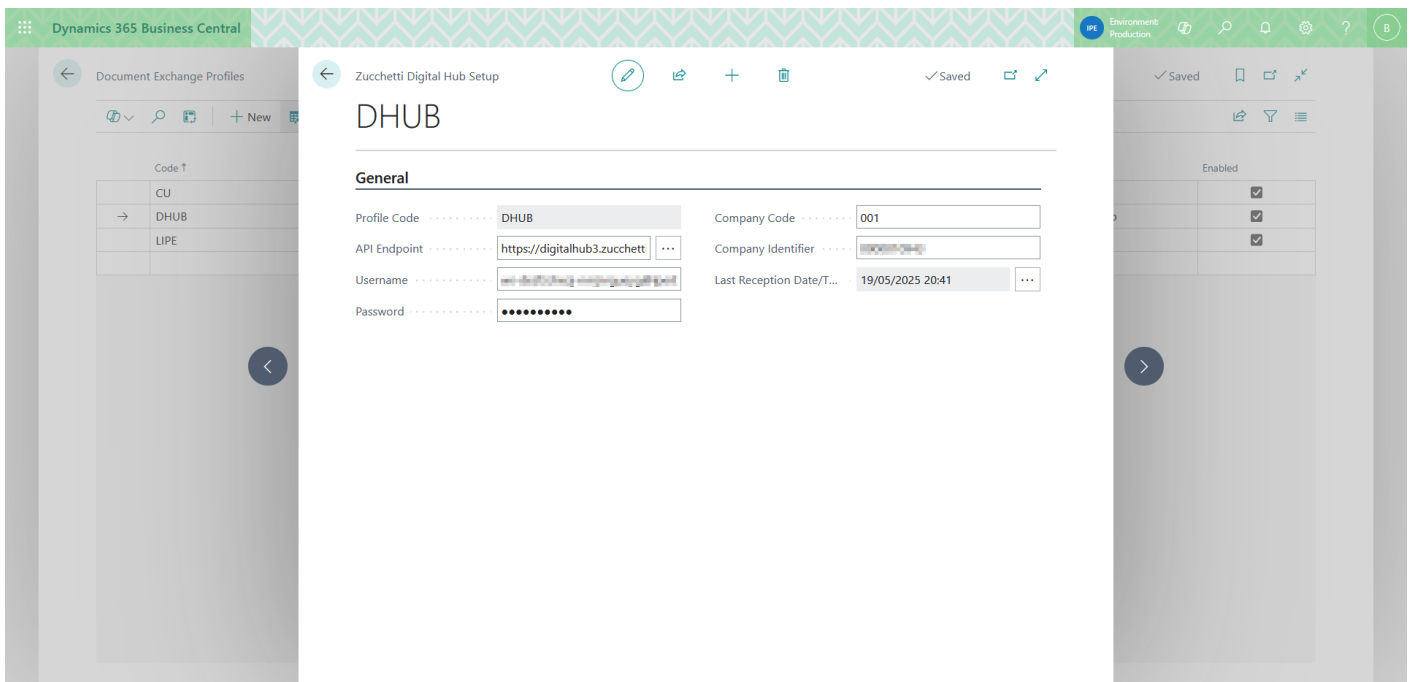 Dynamics 365 Business Central
IPE
Environment:
Production
?
B
Document Exchange Profiles
Saved
New
Code
Enabled
CU
DHUB
LIPE
Zucchetti Digital Hub Setup
Saved
DHUB
General
Profile Code DHUB
API Endpoint https://digitalhub3.zucchett ...
Username
Password ••••••••••
Company Code 001
Company Identifier
Last Reception Date/T... 19/05/2025 20:41 ...